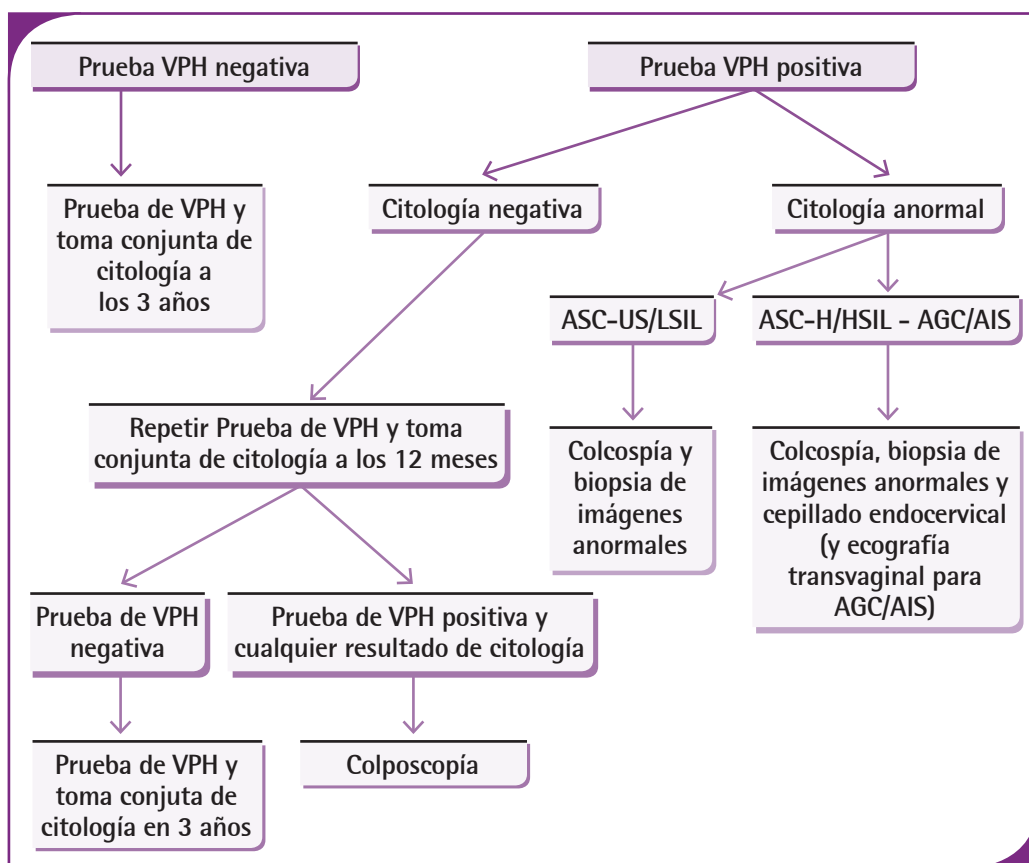 Prueba VPH negativa
Prueba VPH positiva
Prueba de VPH y
toma conjunta de
citología a
los 3 años
Citología negativa
Citología anormal
ASC-US/LSIL
ASC-H/HSIL - AGC/AIS
Repetir Prueba de VPH y toma
conjunta de citología a los 12 meses
Colcospía y
biopsia de
imágenes
anormales
Colcospía, biopsia de
imágenes anormales y
cepillado endocervical
(y ecografía
transvaginal para
AGC/AIS)
Prueba de VPH
negativa
Prueba de VPH positiva y
cualquier resultado de citología
Prueba de VPH y
toma conjuta de
citología en 3 años
Colposcopía